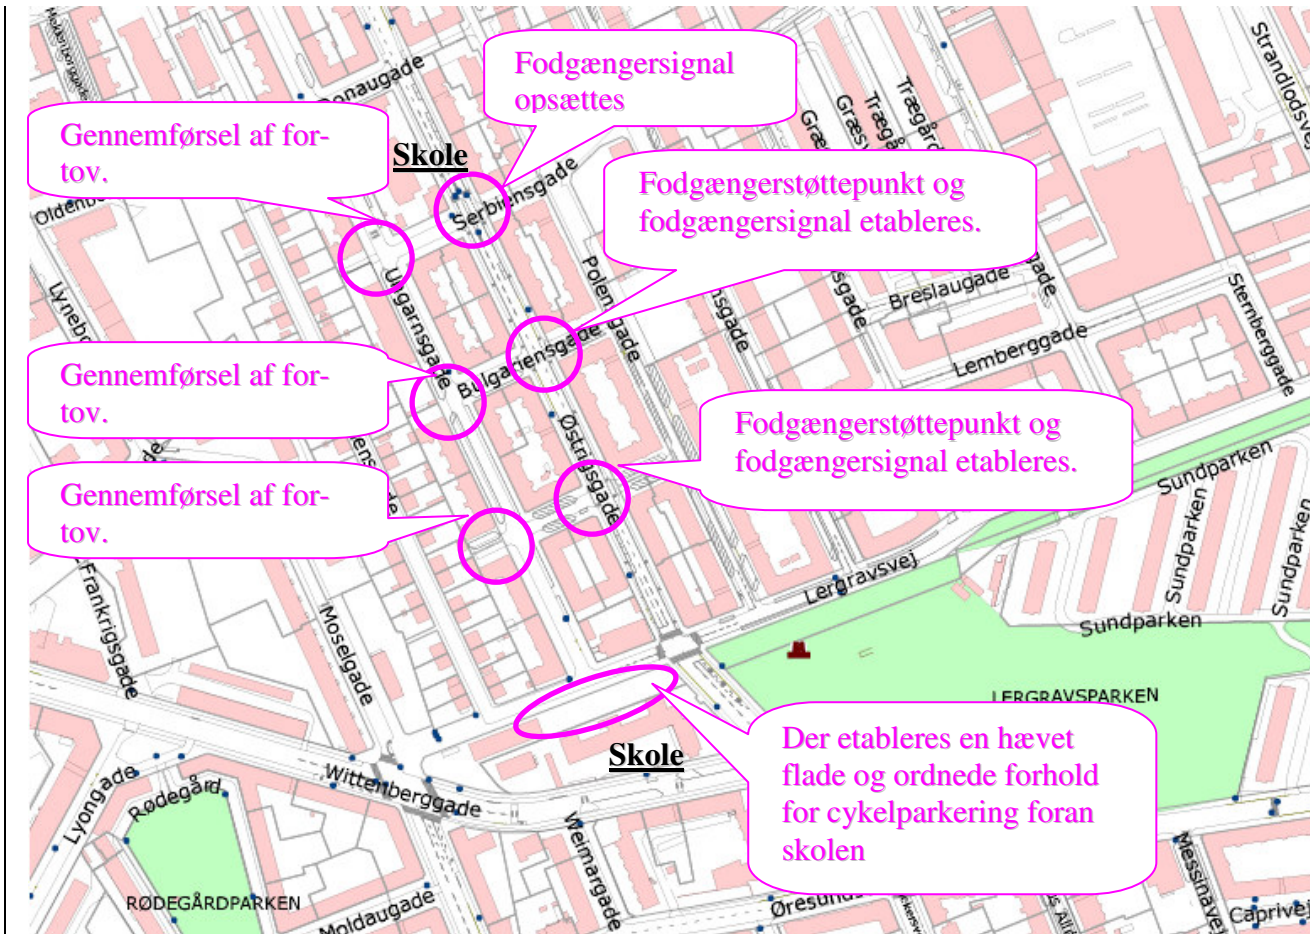 Fodgængersignal
opsættes
Gennemførsel af for-
tov.
Skole
Fodgængerstøttepunkt og
fodgængersignal etableres.
Gennemførsel af for-
tov.
Fodgængerstøttepunkt og
fodgængersignal etableres.
Gennemførsel af for-
tov.
Der etableres en hævet
flade og ordnede forhold
for cykelparkering foran
skolen
Skole
Serbiensgade
Ungarnsgade
Bulgariensgade
Østrigsgade
Breslaugade
Lemberggade
Sternberggade
Strandlodsvej
Sundparken
Sundparken
Sundparken
Sundparken
Lergravsvej
LERGRAVSPARKEN
Frankrigsgade
Moselgade
Wittenberggade
Lyongade
Rødegård
RØDEGÅRDPARKEN
Weimargade
Moldaugade
Messinavej
Caprivej